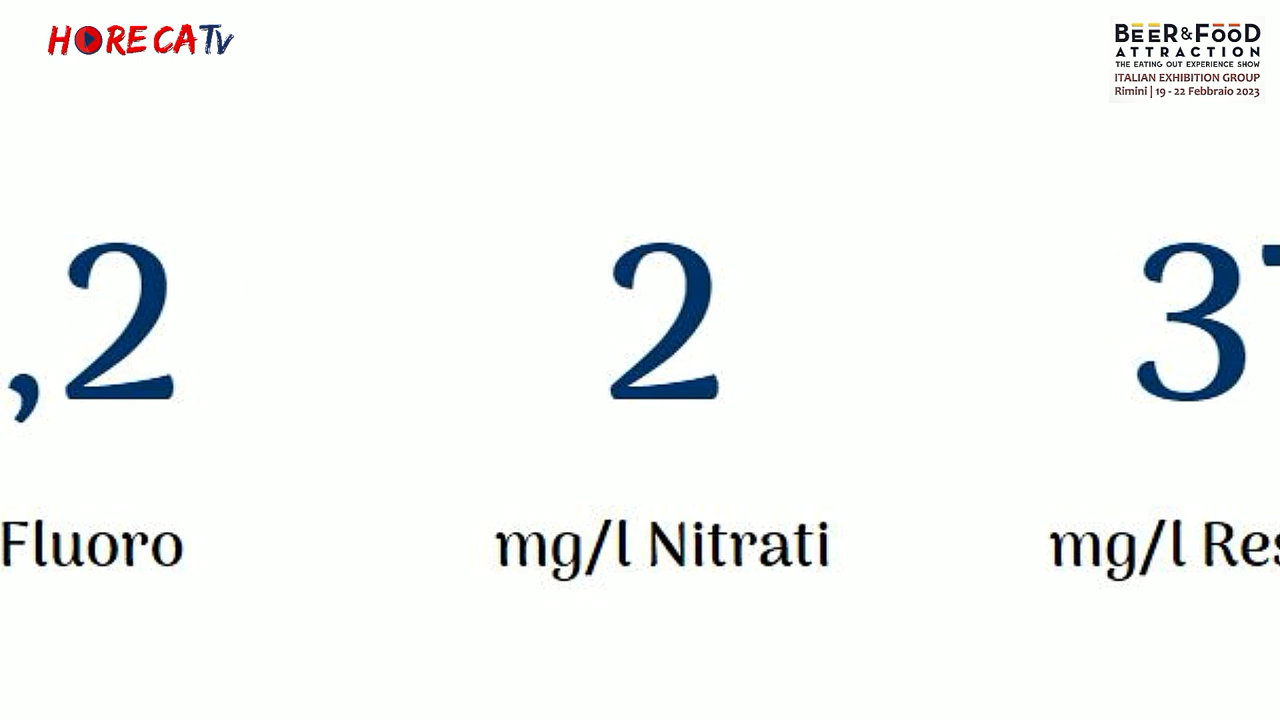 HORECATv
BEER&FOOD
ATTRACTION
THE EATING OUT EXPERIENCE SHOW
ITALIAN EXHIBITION GROUP
Rimini | 19 - 22 Febbraio 2023
,2
2
3
Fluoro
mg/l Nitrati
mg/l Res